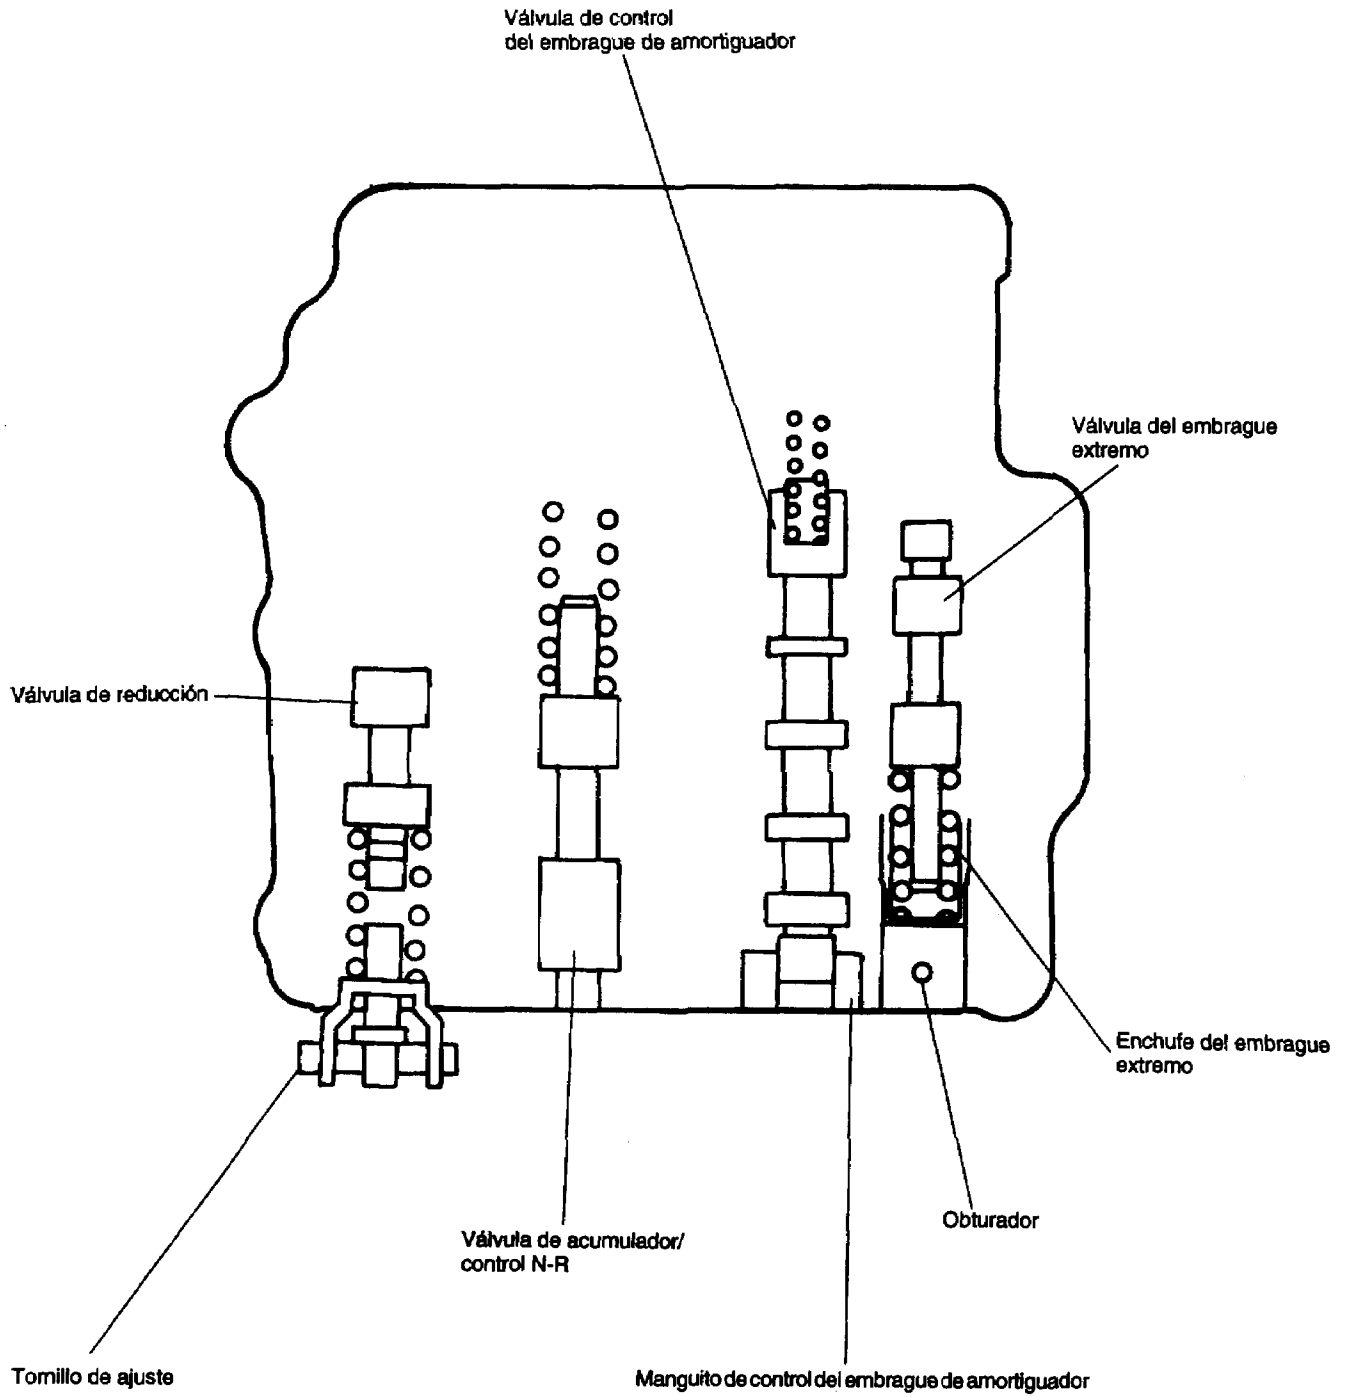 Válvula de control
del embrague de amortiguador
Válvula del embrague
extremo
Válvula de reducción
Enchufe del embrague
extremo
Obturador
Válvula de acumulador/
control N-R
Tornillo de ajuste
Manguito de control del embrague de amortiguador